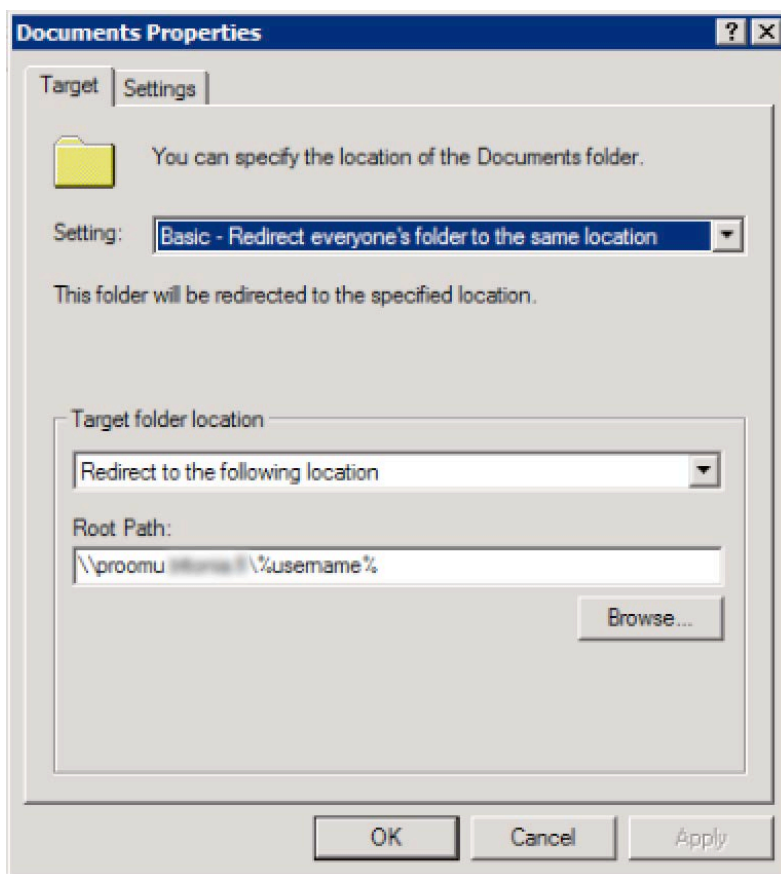 Documents Properties
Target
Settings
You can specify the location of the Documents folder.
Setting:
Basic - Redirect everyone's folder to the same location
This folder will be redirected to the specified location.
Target folder location
Redirect to the following location
Root Path:
\\proomu \%username%
Browse...
OK
Cancel
Apply